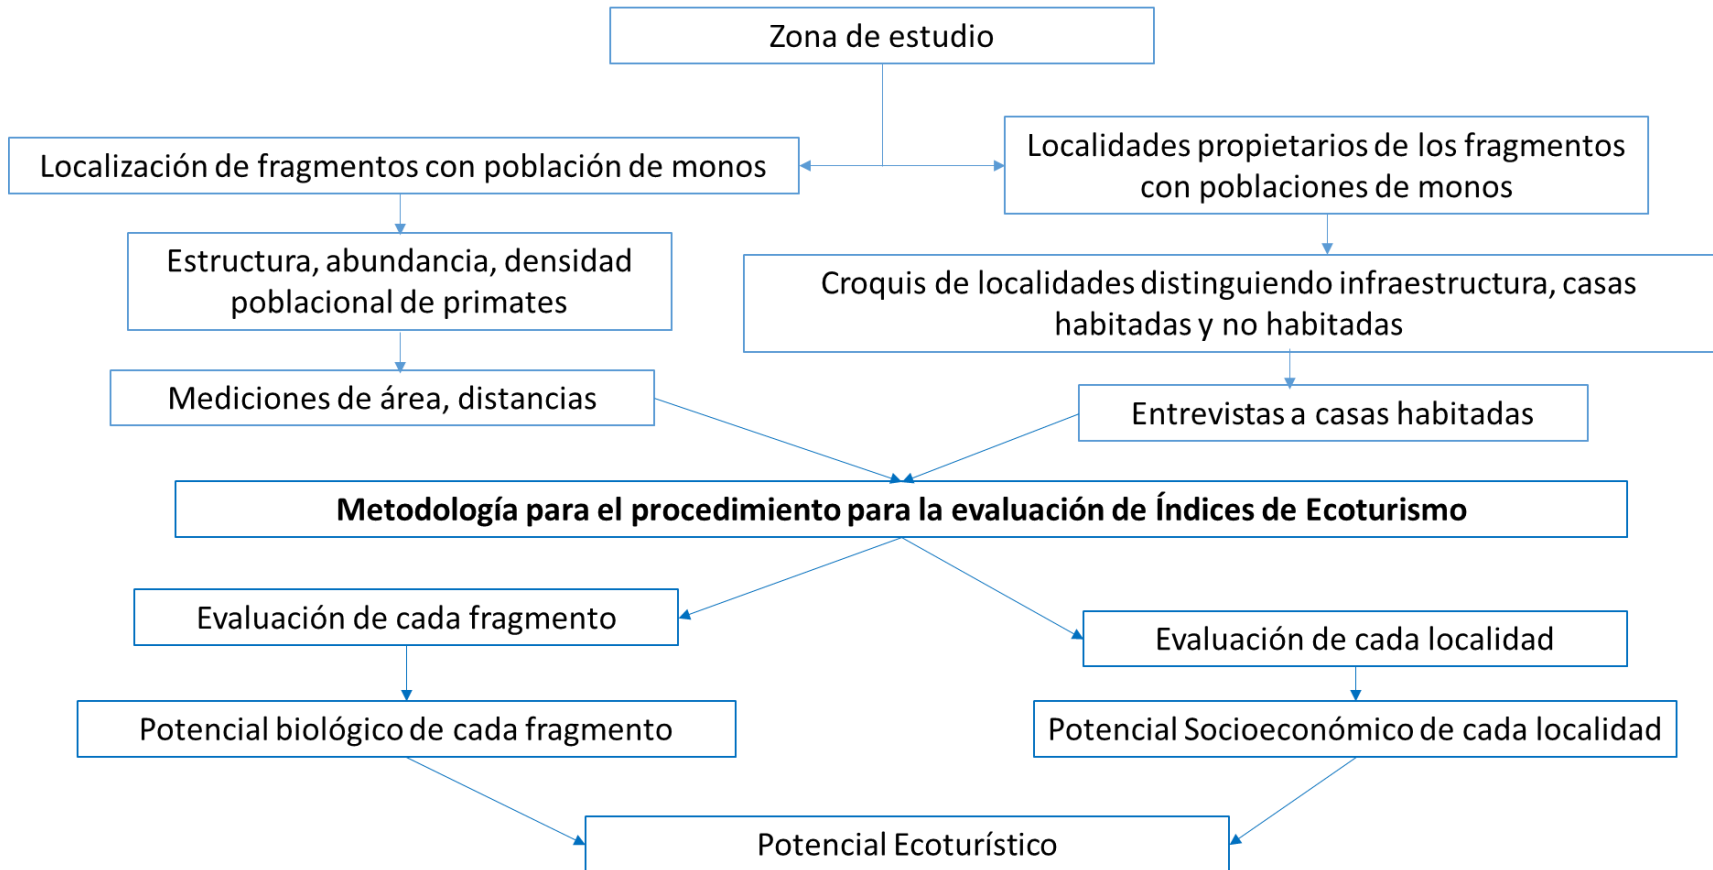 Zona de estudio
Localización de fragmentos con población de monos
Localidades propietarios de los fragmentos
con poblaciones de monos
Estructura, abundancia, densidad
poblacional de primates
Croquis de localidades distinguiendo infraestructura, casas
habitadas y no habitadas
Mediciones de área, distancias
Entrevistas a casas habitadas
Metodología para el procedimiento para la evaluación de Índices de Ecoturismo
Evaluación de cada fragmento
Evaluación de cada localidad
Potencial biológico de cada fragmento
Potencial Socioeconómico de cada localidad
Potencial Ecoturístico